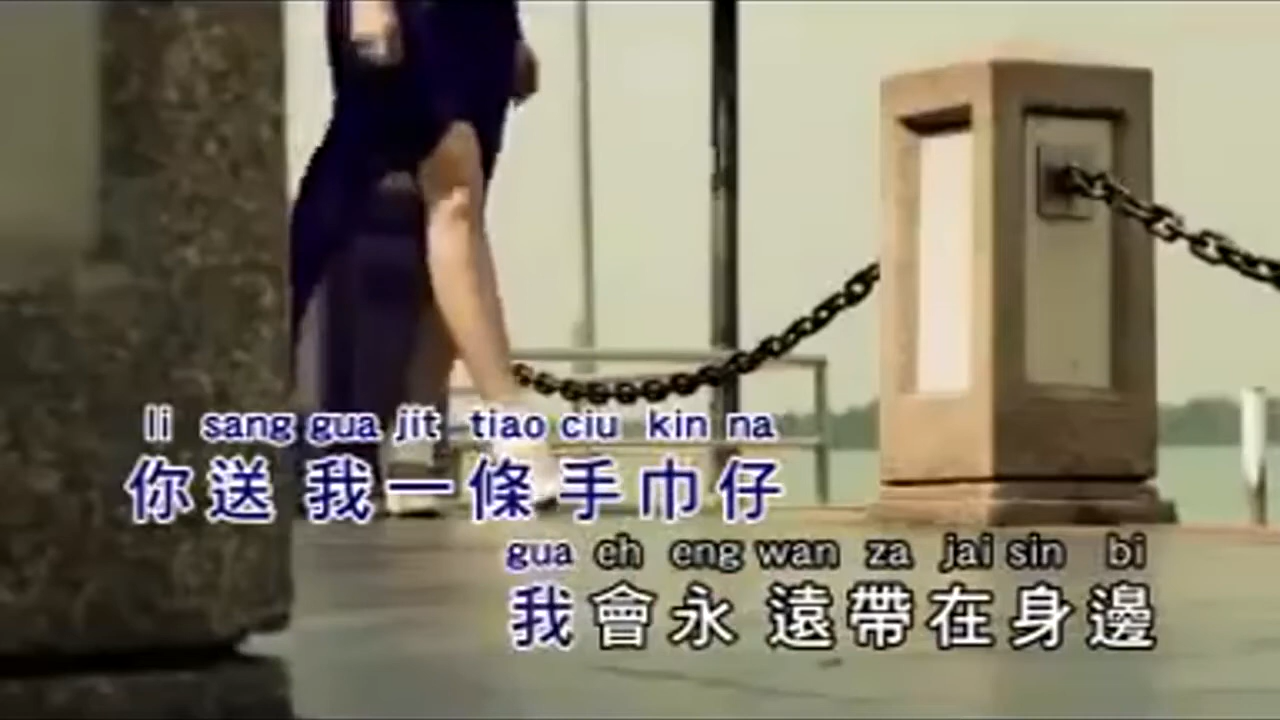 li sang gua jit tiao ciu kin na
你送我一條手巾仔
gua eh eng wan za jai sin bi
我會永遠帶在身邊